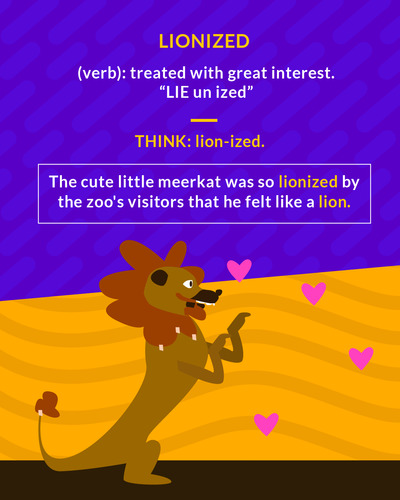 LIONIZED
(verb): treated with great interest.
“LIE un ized”
THINK: lion-ized.
The cute little meerkat was so lionized by
the zoo's visitors that he felt like a lion.